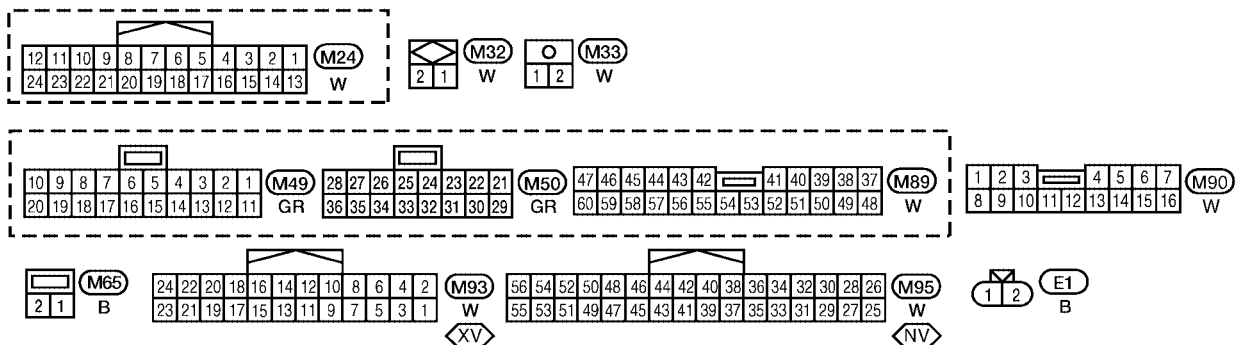 12 11 10 9 8 7 6 5 4 3 2 1 M24
24 23 22 21 20 19 18 17 16 15 14 13 W
M32
2 1 W
M33
1 2 W
10 9 8 7 6 5 4 3 2 1 M49
20 19 18 17 16 15 14 13 12 11 GR
28 27 26 25 24 23 22 21 M50
36 35 34 33 32 31 30 29 GR
47 46 45 44 43 42 41 40 39 38 37 M89
60 59 58 57 56 55 54 53 52 51 50 49 48 W
1 2 3 4 5 6 7 M90
8 9 10 11 12 13 14 15 16 W
M65
2 1 B
24 22 20 18 16 14 12 10 8 6 4 2 M93
23 21 19 17 15 13 11 9 7 5 3 1 W
XV
56 54 52 50 48 46 44 42 40 38 36 34 32 30 28 26 M95
55 53 51 49 47 45 43 41 39 37 35 33 31 29 27 25 W
NV
1 2 E1
B